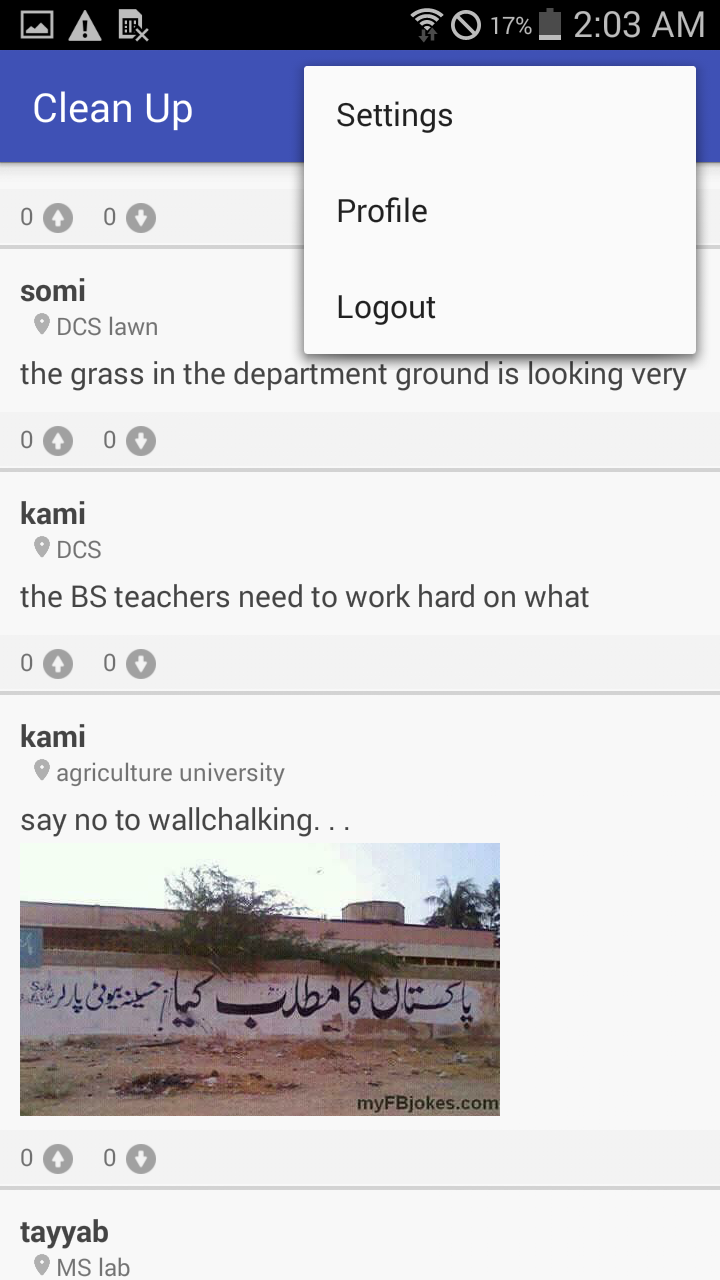 17% 2:03 AM
Clean Up
Settings
Profile
Logout
0 0
somi
DCS lawn
the grass in the department ground is looking very
0 0
kami
DCS
the BS teachers need to work hard on what
0 0
kami
agriculture university
say no to wallchalking. . .
پاکستان کا مطلب کیا حسینہ بیوٹی پارلر
myFBjokes.com
0 0
tayyab
MS lab